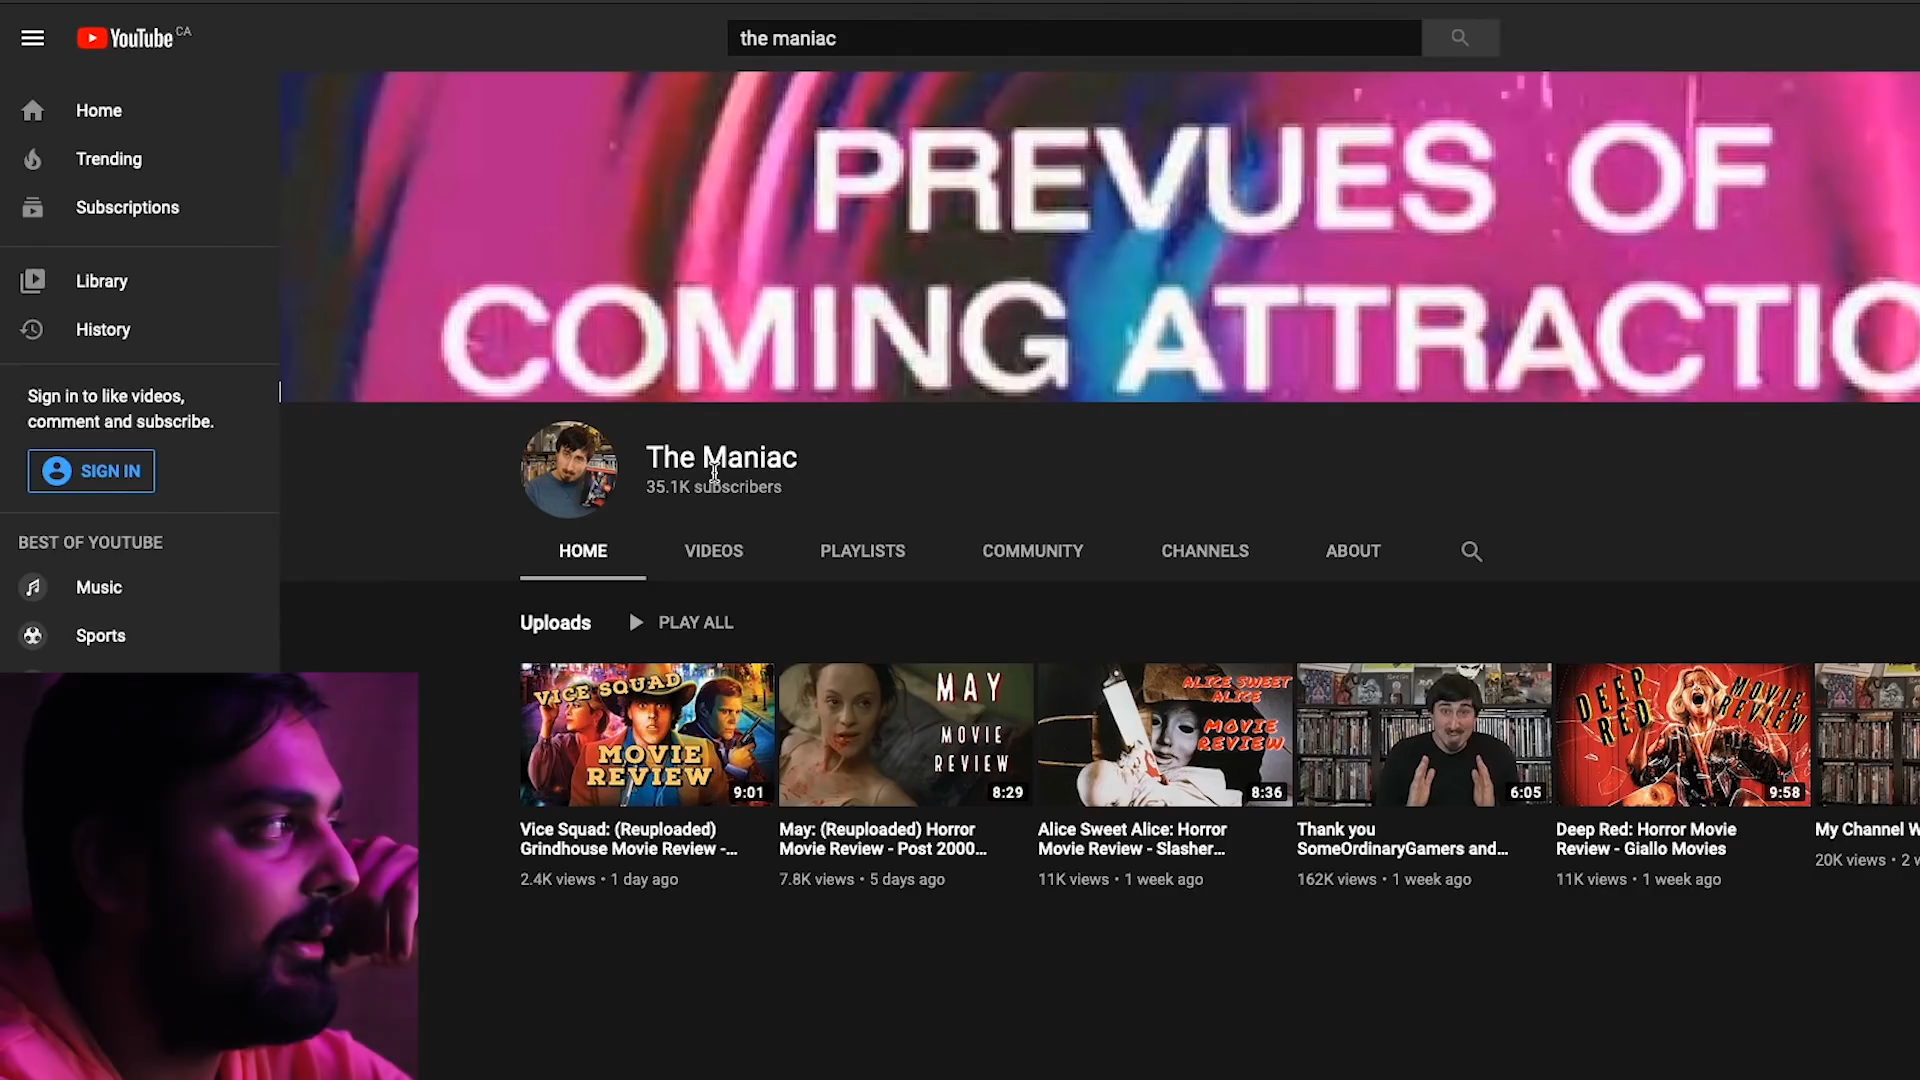 YouTube CA
the maniac
Home
Trending
Subscriptions
Library
History
Sign in to like videos,
comment and subscribe.
SIGN IN
BEST OF YOUTUBE
Music
Sports
PREVUES OF
COMING ATTRACTIO
The Maniac
35.1K subscribers
HOME VIDEOS PLAYLISTS COMMUNITY CHANNELS ABOUT
Uploads PLAY ALL
VICE SQUAD
MOVIE
REVIEW
9:01
Vice Squad: (Reuploaded)
Grindhouse Movie Review -...
2.4K views • 1 day ago
MAY
MOVIE
REVIEW
8:29
May: (Reuploaded) Horror
Movie Review - Post 2000...
7.8K views • 5 days ago
ALICE SWEET
ALICE
MOVIE
REVIEW
8:36
Alice Sweet Alice: Horror
Movie Review - Slasher...
11K views • 1 week ago
6:05
Thank you
SomeOrdinaryGamers and...
162K views • 1 week ago
DEEP
RED
MOVIE
REVIEW
9:58
Deep Red: Horror Movie
Review - Giallo Movies
11K views • 1 week ago
My Channel W
20K views • 2 w